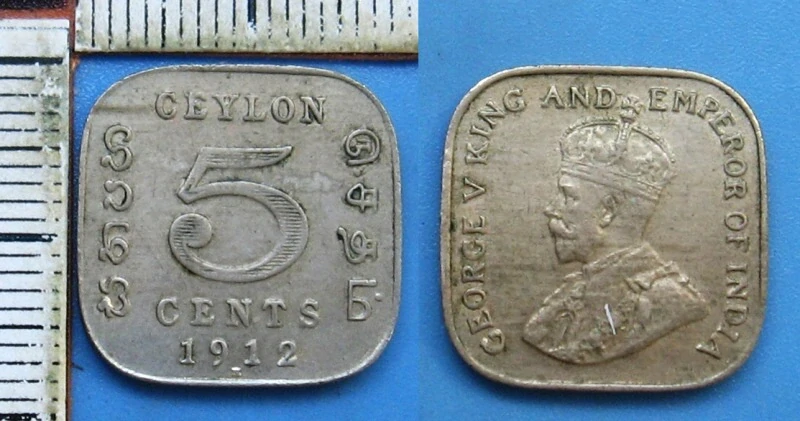 CEYLON
5
CENTS
1912
GEORGE V KING AND EMPEROR OF INDIA